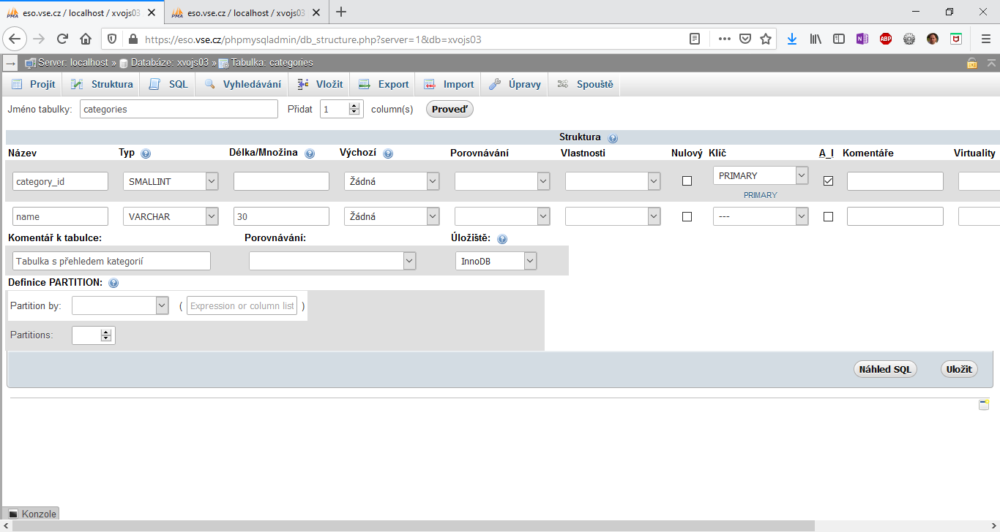 eso.vse.cz / localhost / xvojs03
eso.vse.cz / localhost / xvojs03
https://eso.vse.cz/phpmysqladmin/db_structure.php?server=1&db=xvojs03
Server: localhost » Databáze: xvojs03 » Tabulka: categories
Projít Struktura SQL Vyhledávání Vložit Export Import Úpravy Spouště
Jméno tabulky: categories Přidat 1 column(s) Proveď
Struktura
Název Typ Délka/Množina Výchozí Porovnávání Vlastnosti Nulový Klíč A_I Komentáře Virtuality
category_id SMALLINT Žádná PRIMARY
PRIMARY
name VARCHAR 30 Žádná ---
Komentář k tabulce: Porovnávání: Úložiště:
Tabulka s přehledem kategorií InnoDB
Definice PARTITION:
Partition by: ( Expression or column list )
Partitions:
Náhled SQL Uložit
Konzole